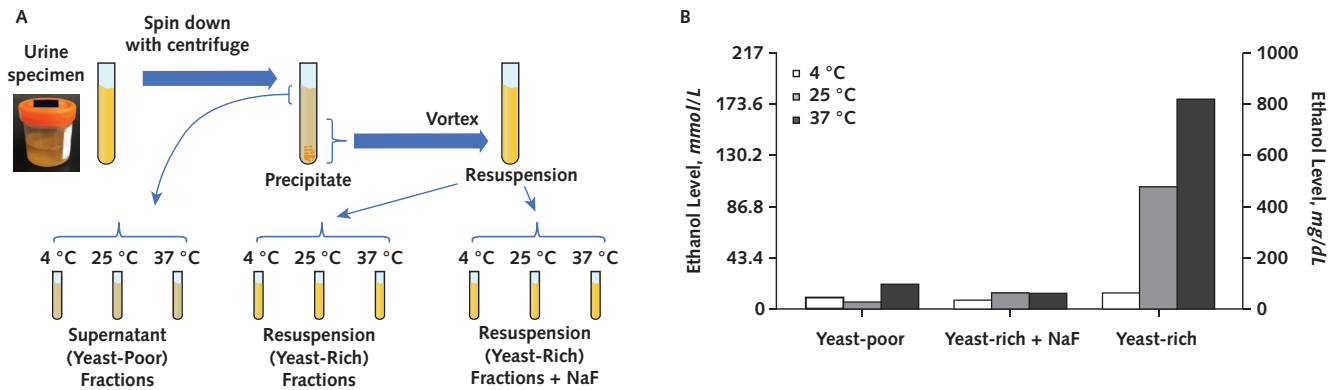 A
Spin down
with centrifuge
Urine
specimen
Vortex
Precipitate
Resuspension
4 °C 25 °C 37 °C
4 °C 25 °C 37 °C
4 °C 25 °C 37 °C
Supernatant
(Yeast-Poor)
Fractions
Resuspension
(Yeast-Rich)
Fractions
Resuspension
(Yeast-Rich)
Fractions + NaF
B
Ethanol Level, mmol/L
217
173.6
130.2
86.8
43.4
0
4 °C
25 °C
37 °C
1000
800
600
400
200
0
Ethanol Level, mg/dL
Yeast-poor
Yeast-rich + NaF
Yeast-rich